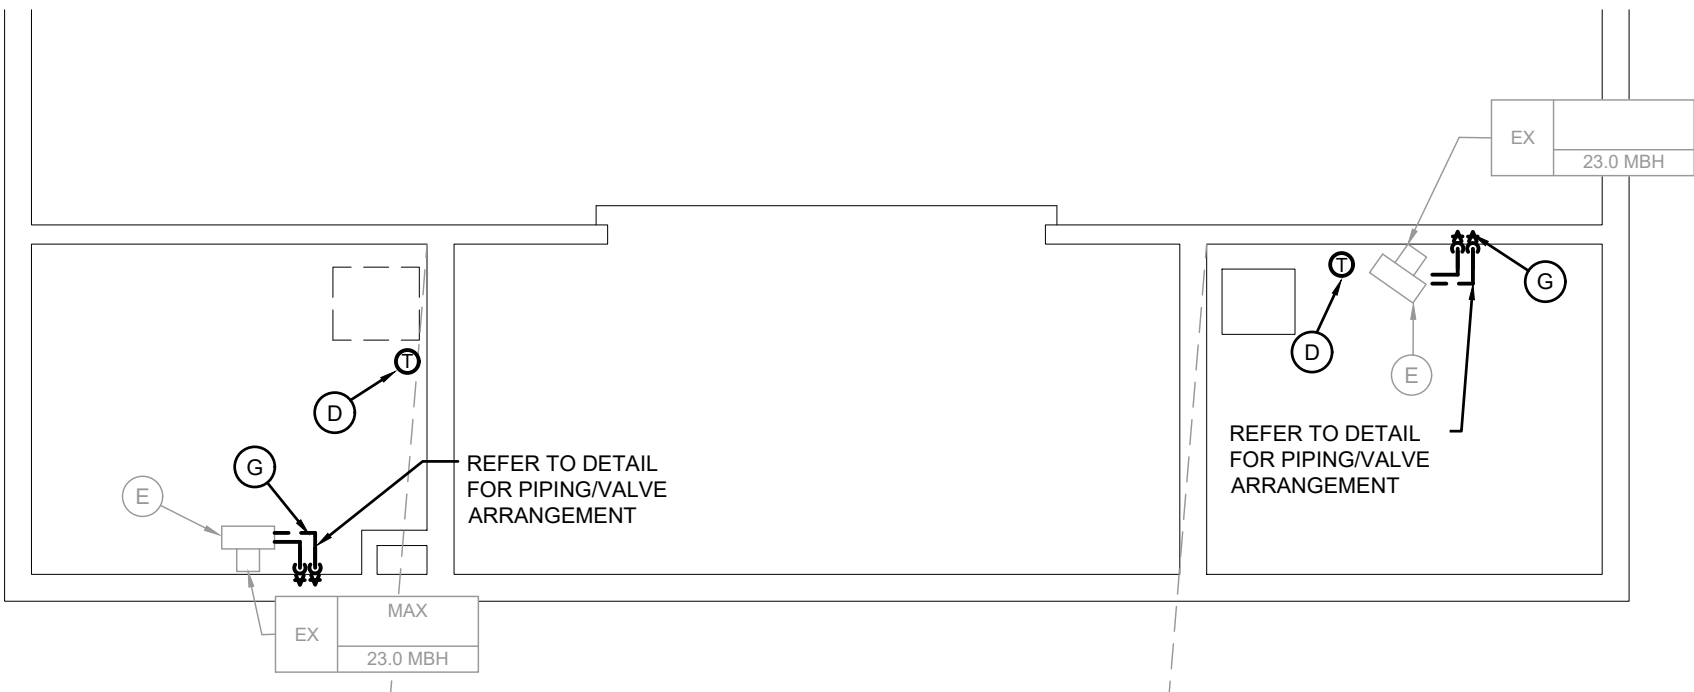 EX
23.0 MBH
T
G
D
E
REFER TO DETAIL
FOR PIPING/VALVE
ARRANGEMENT
T
D
G
REFER TO DETAIL
FOR PIPING/VALVE
ARRANGEMENT
E
MAX
EX
23.0 MBH